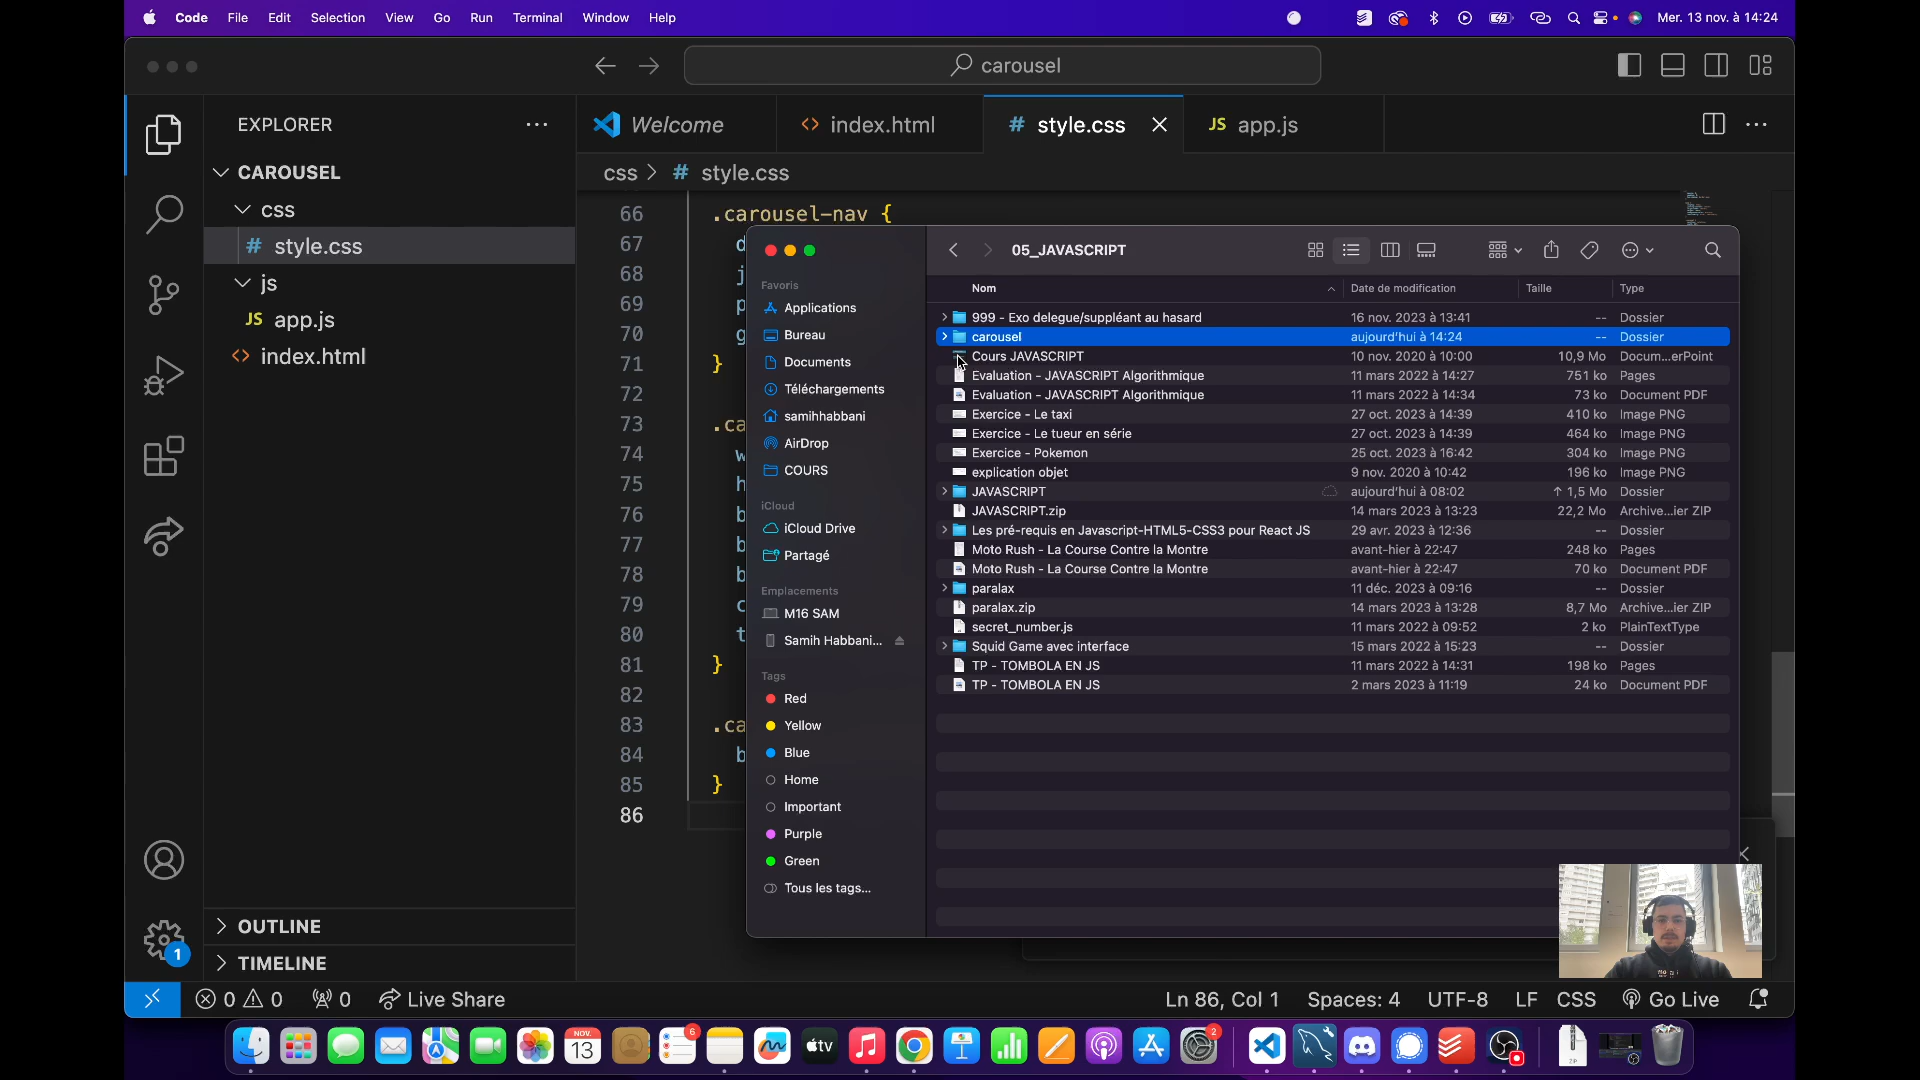 Code File Edit Selection View Go Run Terminal Window Help Mer. 13 nov. à 14:24
carousel
EXPLORER
CAROUSEL
css
# style.css
js
JS app.js
<> index.html
OUTLINE
TIMELINE
Welcome <> index.html # style.css JS app.js
css > # style.css
66 .carousel-nav {
67 d
68 j
69 p
70 g
71 }
72
73 .ca
74 w
75 h
76 b
77 b
78 b
79 c
80 t
81 }
82
83 .ca
84 b
85 }
86
Favoris
Applications
Bureau
Documents
Téléchargements
samihhabbani
AirDrop
COURS
iCloud
iCloud Drive
Partagé
Emplacements
M16 SAM
Samih Habbani...
Tags
Red
Yellow
Blue
Home
Important
Purple
Green
Tous les tags...
05_JAVASCRIPT
Nom Date de modification Taille Type
999 - Exo delegue/suppléant au hasard 16 nov. 2023 à 13:41 -- Dossier
carousel aujourd'hui à 14:24 -- Dossier
Cours JAVASCRIPT 10 nov. 2020 à 10:00 10,9 Mo Docum...erPoint
Evaluation - JAVASCRIPT Algorithmique 11 mars 2022 à 14:27 751 ko Pages
Evaluation - JAVASCRIPT Algorithmique 11 mars 2022 à 14:34 73 ko Document PDF
Exercice - Le taxi 27 oct. 2023 à 14:39 410 ko Image PNG
Exercice - Le tueur en série 27 oct. 2023 à 14:39 464 ko Image PNG
Exercice - Pokemon 25 oct. 2023 à 16:42 304 ko Image PNG
explication objet 9 nov. 2020 à 10:42 196 ko Image PNG
JAVASCRIPT aujourd'hui à 08:02 ↑ 1,5 Mo Dossier
JAVASCRIPT.zip 14 mars 2023 à 13:23 22,2 Mo Archive...ier ZIP
Les pré-requis en Javascript-HTML5-CSS3 pour React JS 29 avr. 2023 à 12:36 -- Dossier
Moto Rush - La Course Contre la Montre avant-hier à 22:47 248 ko Pages
Moto Rush - La Course Contre la Montre avant-hier à 22:47 70 ko Document PDF
paralax 11 déc. 2023 à 09:16 -- Dossier
paralax.zip 14 mars 2023 à 13:28 8,7 Mo Archive...ier ZIP
secret_number.js 11 mars 2022 à 09:52 2 ko PlainTextType
Squid Game avec interface 15 mars 2022 à 15:23 -- Dossier
TP - TOMBOLA EN JS 11 mars 2022 à 14:31 198 ko Pages
TP - TOMBOLA EN JS 2 mars 2023 à 11:19 24 ko Document PDF
1
0 0 0 Live Share Ln 86, Col 1 Spaces: 4 UTF-8 LF CSS Go Live
NOV.
13
6
tv
2
ZIP